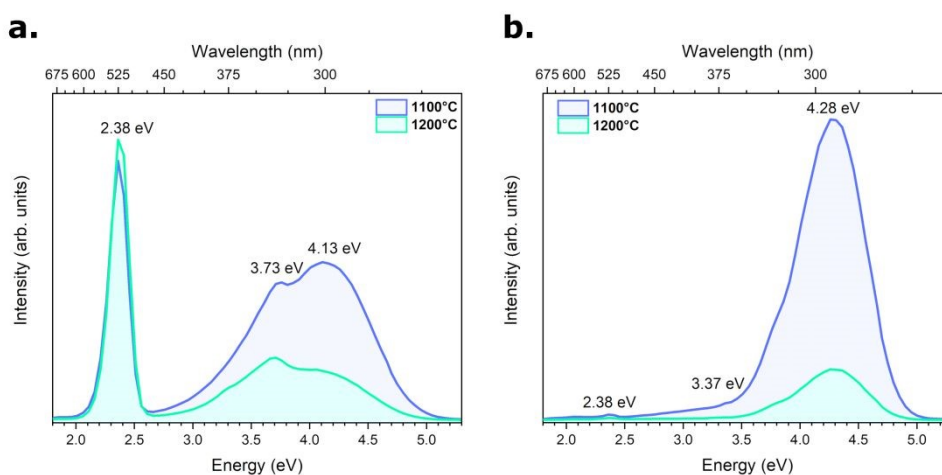 a.
Wavelength (nm)
675 600 525 450 375 300
1100°C
1200°C
2.38 eV
3.73 eV
4.13 eV
Intensity (arb. units)
2.0 2.5 3.0 3.5 4.0 4.5 5.0
Energy (eV)
b.
Wavelength (nm)
675 600 525 450 375 300
1100°C
1200°C
4.28 eV
3.37 eV
2.38 eV
Intensity (arb. units)
2.0 2.5 3.0 3.5 4.0 4.5 5.0
Energy (eV)